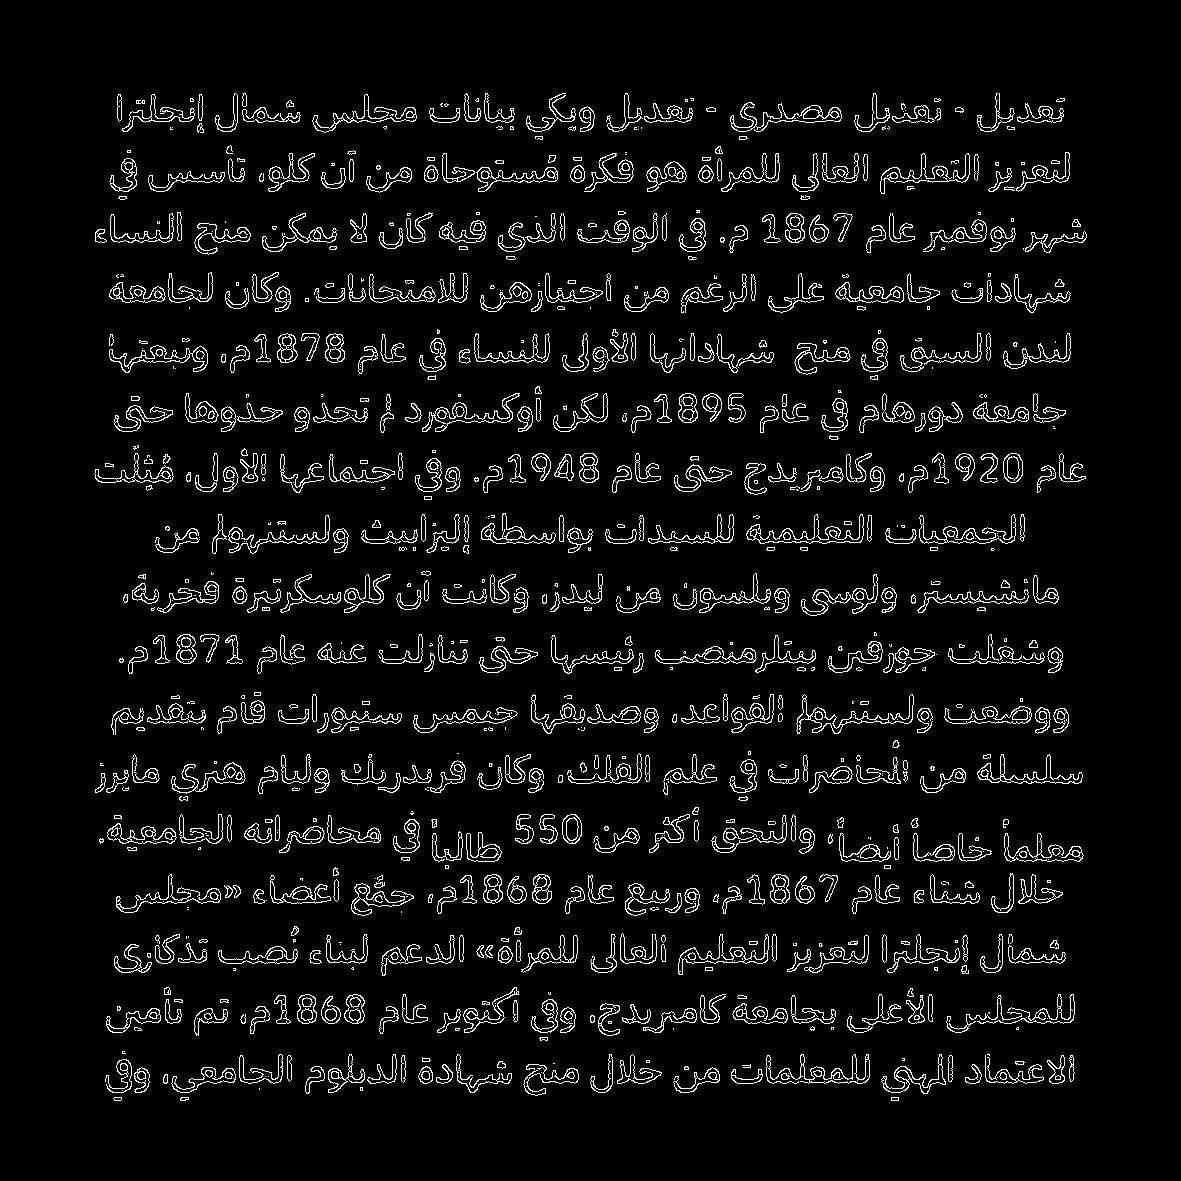 تعديل - تعديل مصدري - تعديل ويكي بيانات مجلس شمال إنجلترا
لتعزيز التعليم العالي للمرأة هو فكرة مُستوحاة من آن كلو، تأسس في
شهر نوفمبر عام 1867 م. في الوقت الذي فيه كان لا يمكن منح النساء
شهادات جامعية على الرغم من اجتيازهن للامتحانات. وكان لجامعة
لندن السبق في منح شهاداتها الأولى للنساء في عام 1878م، وتبعتها
جامعة دورهام في عام 1895م، لكن أوكسفورد لم تحذو حذوها حتى
عام 1920م، وكامبريدج حتى عام 1948م. وفي اجتماعها الأول، مُثِلّت
الجمعيات التعليمية للسيدات بواسطة إليزابيث ولستنهولم من
مانشيستر، ولوسى ويلسون من ليدز، وكانت آن كلوسكرتيرة فخرية،
وشغلت جوزفين بيتلرمنصب رئيسها حتى تنازلت عنه عام 1871م.
ووضعت ولستنهولم القواعد، وصديقها جيمس ستيورات قام بتقديم
سلسلة من المُحاضرات في علم الفلك، وكان فريدريك وليام هنري مايرز
معلماً خاصاً أيضاً، والتحق أكثر من 550 طالباً في محاضراته الجامعية.
خلال شتاء عام 1867م، وربيع عام 1868م، جمَّع أعضاء «مجلس
شمال إنجلترا لتعزيز التعليم العالى للمرأة» الدعم لبناء نُصب تذكارى
للمجلس الأعلى بجامعة كامبريدج. وفي أكتوبر عام 1868م، تم تأمين
الاعتماد المهني للمعلمات من خلال منح شهادة الدبلوم الجامعي، وفي